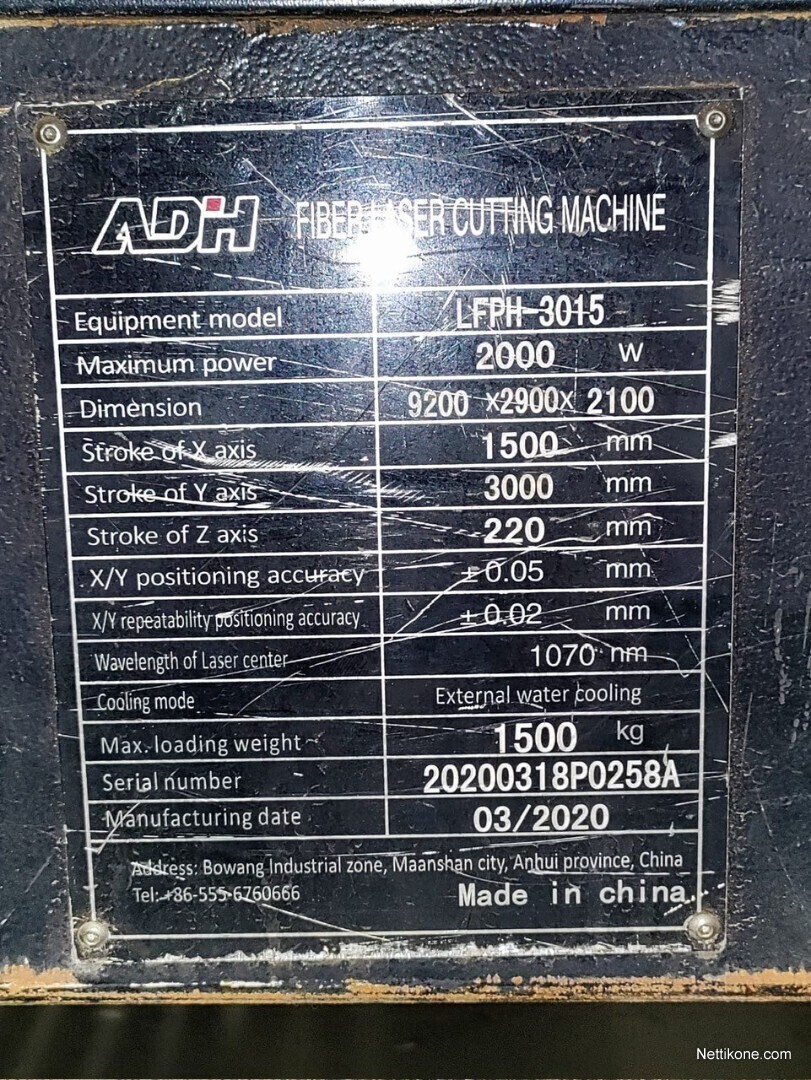 ADH FIBER LASER CUTTING MACHINE
Equipment model LFPH 3015
Maximum power 2000 W
Dimension 9200 ×2900× 2100
Stroke of X axis 1500 mm
Stroke of Y axis 3000 mm
Stroke of Z axis 220 mm
X/Y positioning accuracy ±0.05 mm
X/Y repeatability positioning accuracy ±0.02 mm
Wavelength of Laser center 1070 nm
Cooling mode External water cooling
Max. loading weight 1500 kg
Serial number 20200318P0258A
Manufacturing date 03/2020
Address: Bowang Industrial zone, Maanshan city, Anhui province, China
Tel: +86-555-6760666 Made in china
Nettikone.com